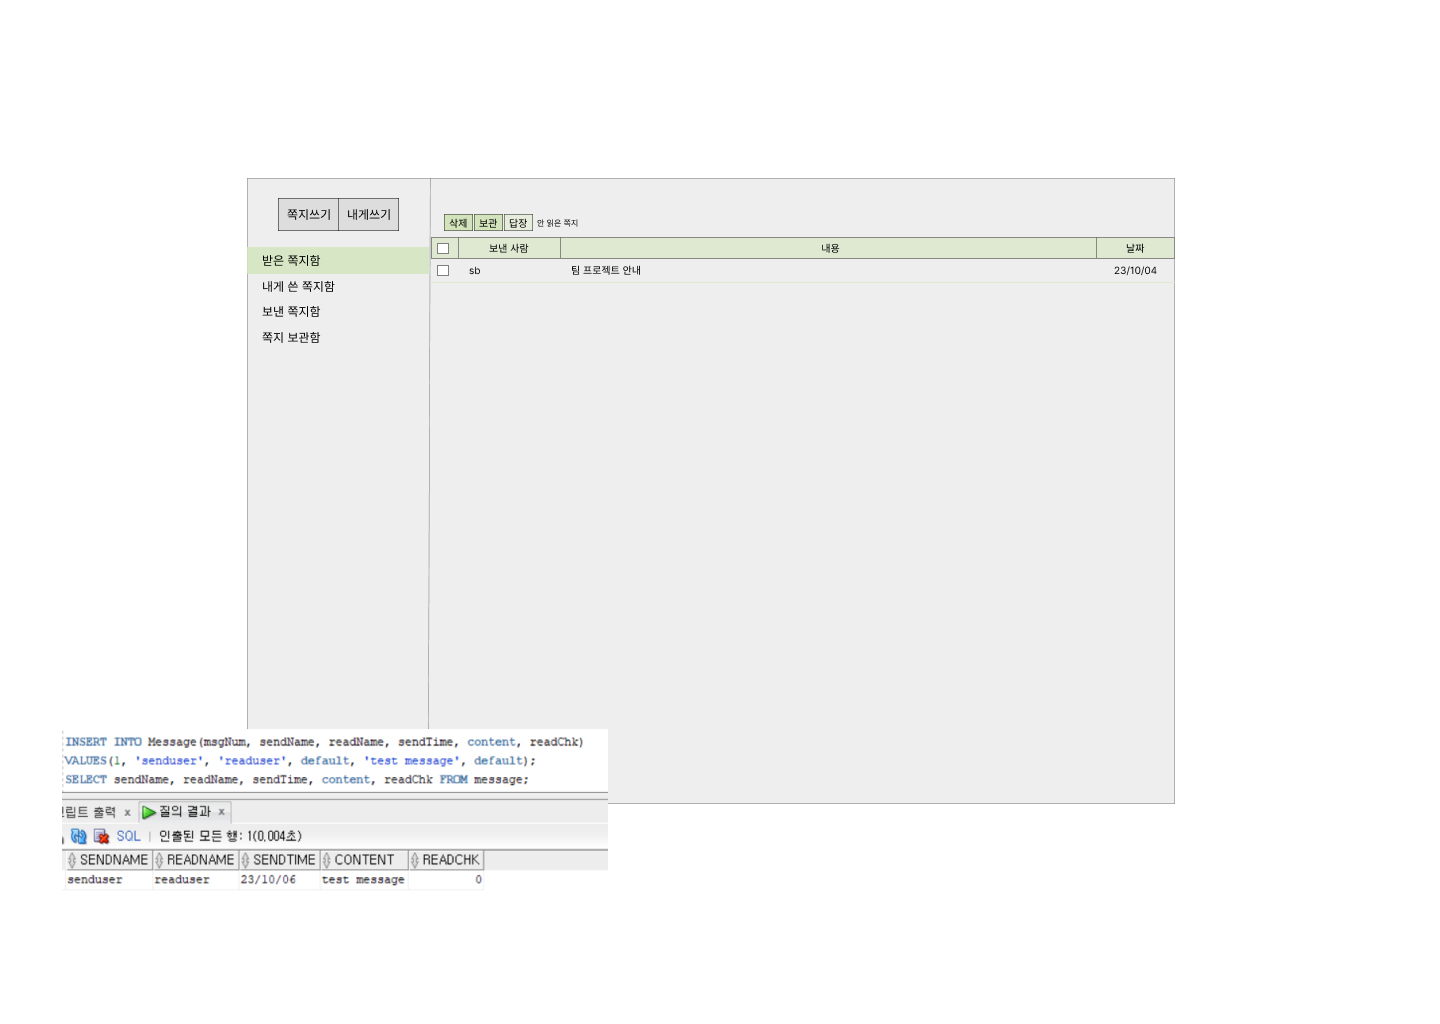 쪽지쓰기 내게쓰기
받은 쪽지함
내게 쓴 쪽지함
보낸 쪽지함
쪽지 보관함
삭제 보관 답장 안 읽은 쪽지
보낸 사람 내용 날짜
sb 팀 프로젝트 안내 23/10/04
INSERT INTO Message(msgNum, sendName, readName, sendTime, content, readChk)
VALUES(1, 'senduser', 'readuser', default, 'test message', default);
SELECT sendName, readName, sendTime, content, readChk FROM message;
립트 출력 x 질의 결과 x
SQL | 인출된 모든 행: 1(0.004초)
SENDNAME READNAME SENDTIME CONTENT READCHK
senduser readuser 23/10/06 test message 0